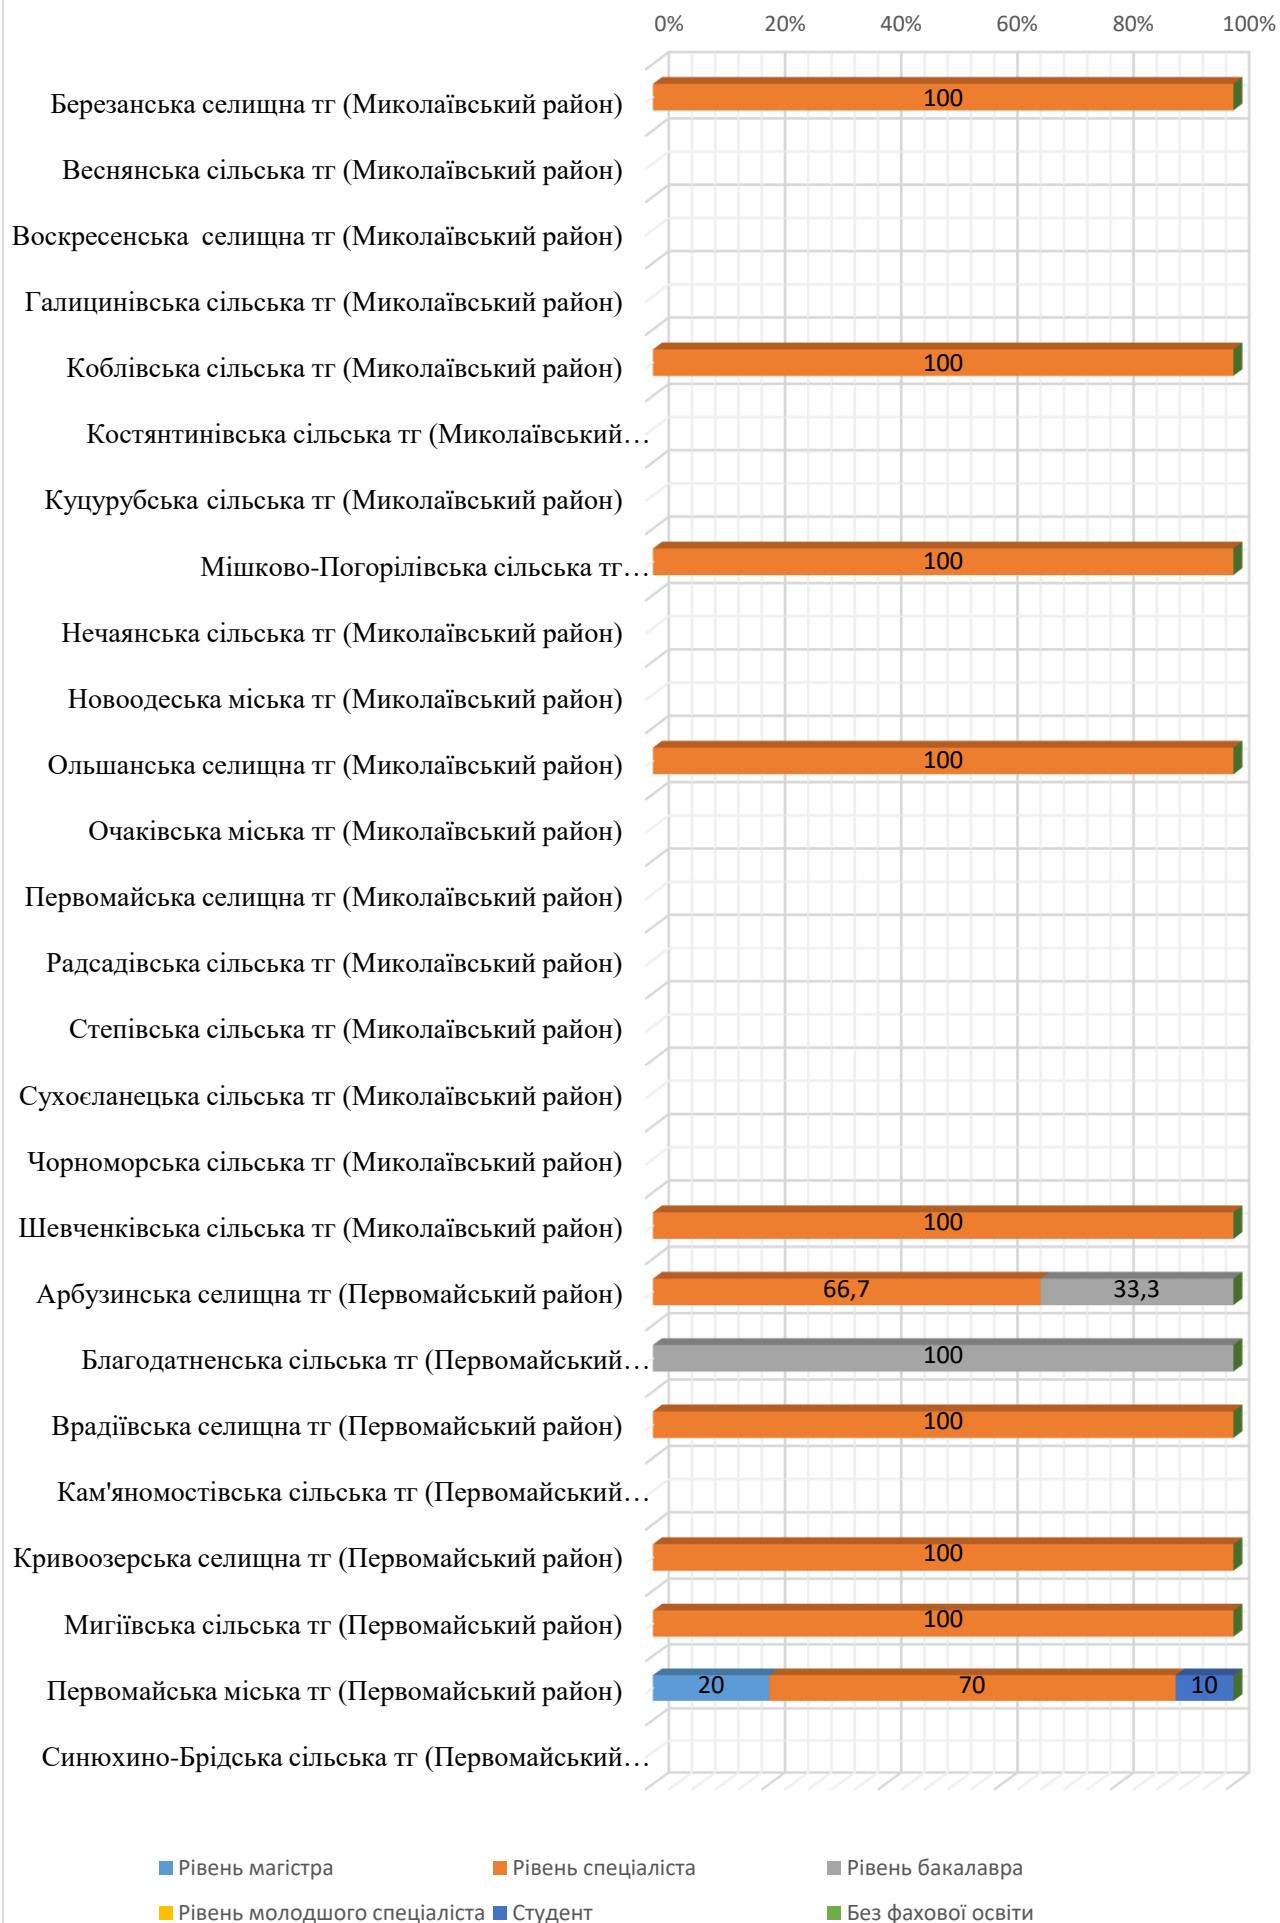 0% 20% 40% 60% 80% 100%
Березанська селищна тг (Миколаївський район) 100
Веснянська сільська тг (Миколаївський район)
Воскресенська селищна тг (Миколаївський район)
Галицинівська сільська тг (Миколаївський район)
Коблівська сільська тг (Миколаївський район) 100
Костянтинівська сільська тг (Миколаївський…
Куцурубська сільська тг (Миколаївський район)
Мішково-Погорілівська сільська тг… 100
Нечаянська сільська тг (Миколаївський район)
Новоодеська міська тг (Миколаївський район)
Ольшанська селищна тг (Миколаївський район) 100
Очаківська міська тг (Миколаївський район)
Первомайська селищна тг (Миколаївський район)
Радсадівська сільська тг (Миколаївський район)
Степівська сільська тг (Миколаївський район)
Сухоєланецька сільська тг (Миколаївський район)
Чорноморська сільська тг (Миколаївський район)
Шевченківська сільська тг (Миколаївський район) 100
Арбузинська селищна тг (Первомайський район) 66,7 33,3
Благодатненська сільська тг (Первомайський… 100
Врадіївська селищна тг (Первомайський район) 100
Кам'яномостівська сільська тг (Первомайський…
Кривоозерська селищна тг (Первомайський район) 100
Мигіївська сільська тг (Первомайський район) 100
Первомайська міська тг (Первомайський район) 20 70 10
Синюхино-Брідська сільська тг (Первомайський…
Рівень магістра Рівень спеціаліста Рівень бакалавра
Рівень молодшого спеціаліста Студент Без фахової освіти